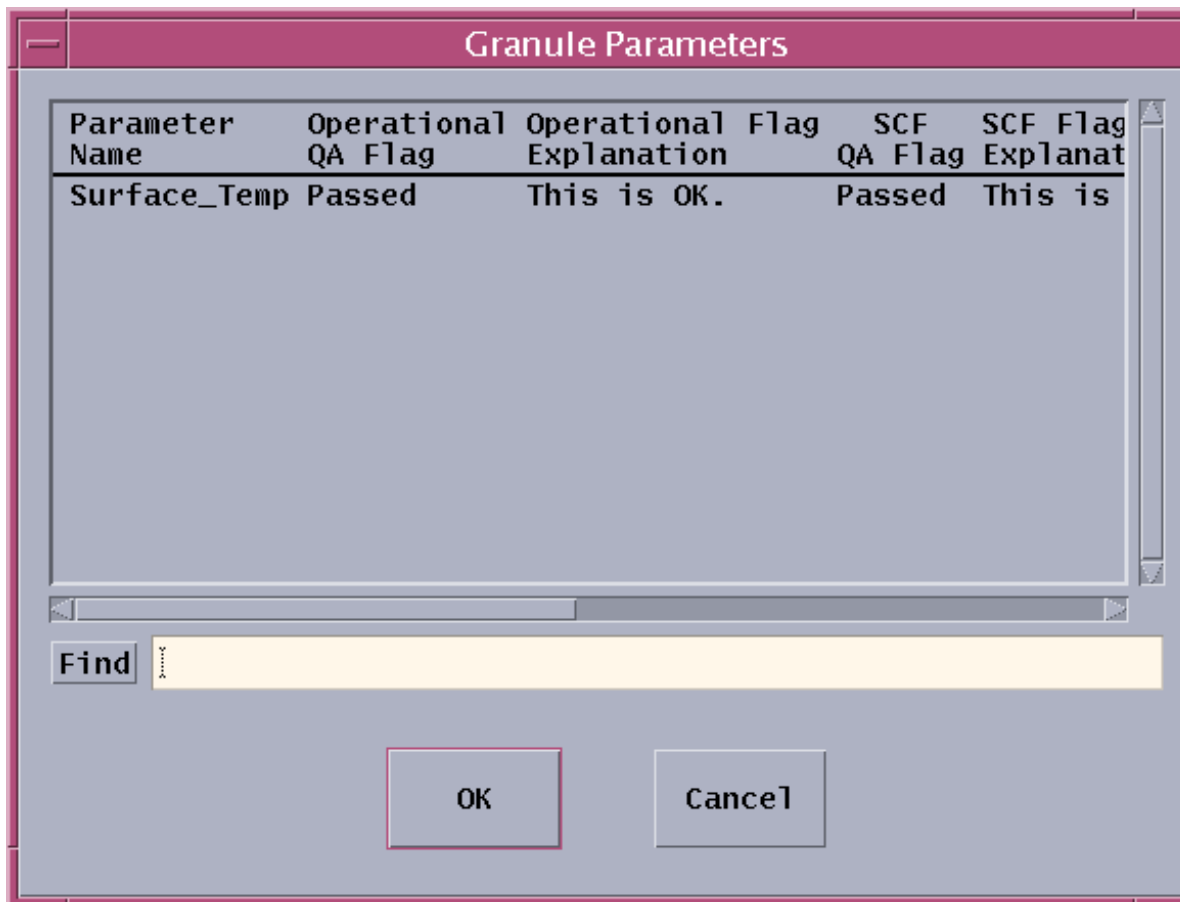 Granule Parameters
Parameter Operational Operational Flag SCF SCF Flag
Name QA Flag Explanation QA Flag Explanat
Surface_Temp Passed This is OK. Passed This is
Find
OK Cancel